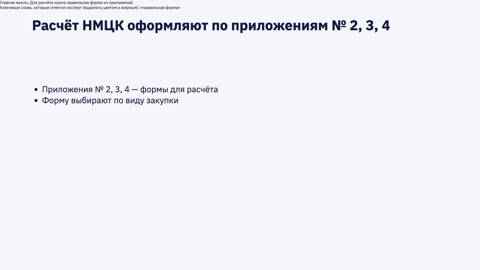 Главная мысль: Для расчёта нужна правильная форма из приложений
Ключевые слова, которые отметил эксперт (выделить цветом и жирным): «правильная форма»
Расчёт НМЦК оформляют по приложениям № 2, 3, 4
• Приложения № 2, 3, 4 — формы для расчёта
• Форму выбирают по виду закупки